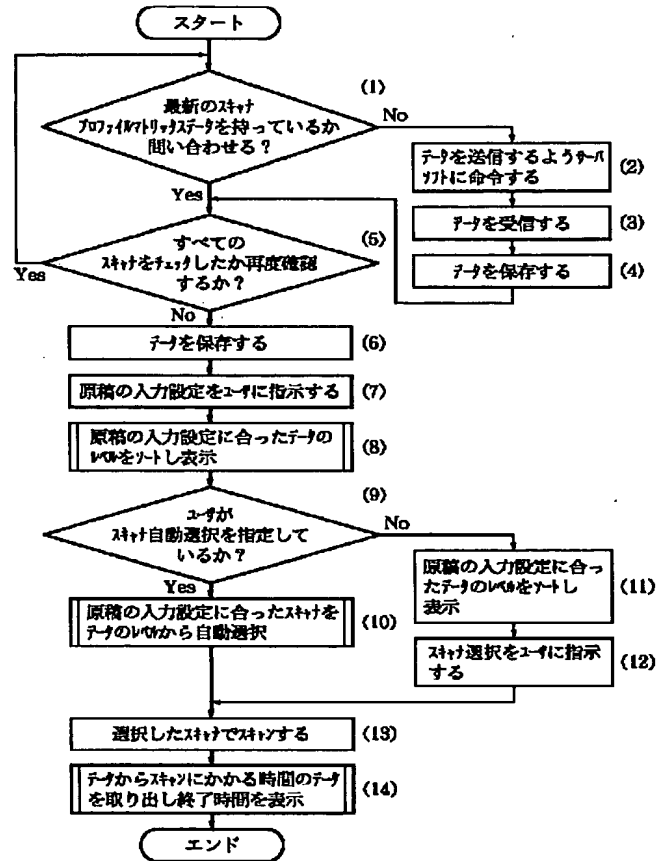 スタート
(1)
最新のスキャナ
プロファイルマトリックスデータを持っているか
問い合わせる?
No
データを送信するようサーバ
ソフトに命令する
(2)
Yes
データを受信する
(3)
データを保存する
(4)
(5)
すべての
スキャナをチェックしたか再度確認
するか?
Yes
No
データを保存する
(6)
原稿の入力設定をユーザに指示する
(7)
原稿の入力設定に合ったデータの
レベルをソートし表示
(8)
(9)
ユーザが
スキャナ自動選択を指定して
いるか?
No
Yes
原稿の入力設定に合っ
たデータのレベルをソートし
表示
(11)
原稿の入力設定に合ったスキャナを
データのレベルから自動選択
(10)
スキャナ選択をユーザに指示
する
(12)
選択したスキャナでスキャンする
(13)
データからスキャンにかかる時間のデータ
を取り出し終了時間を表示
(14)
エンド